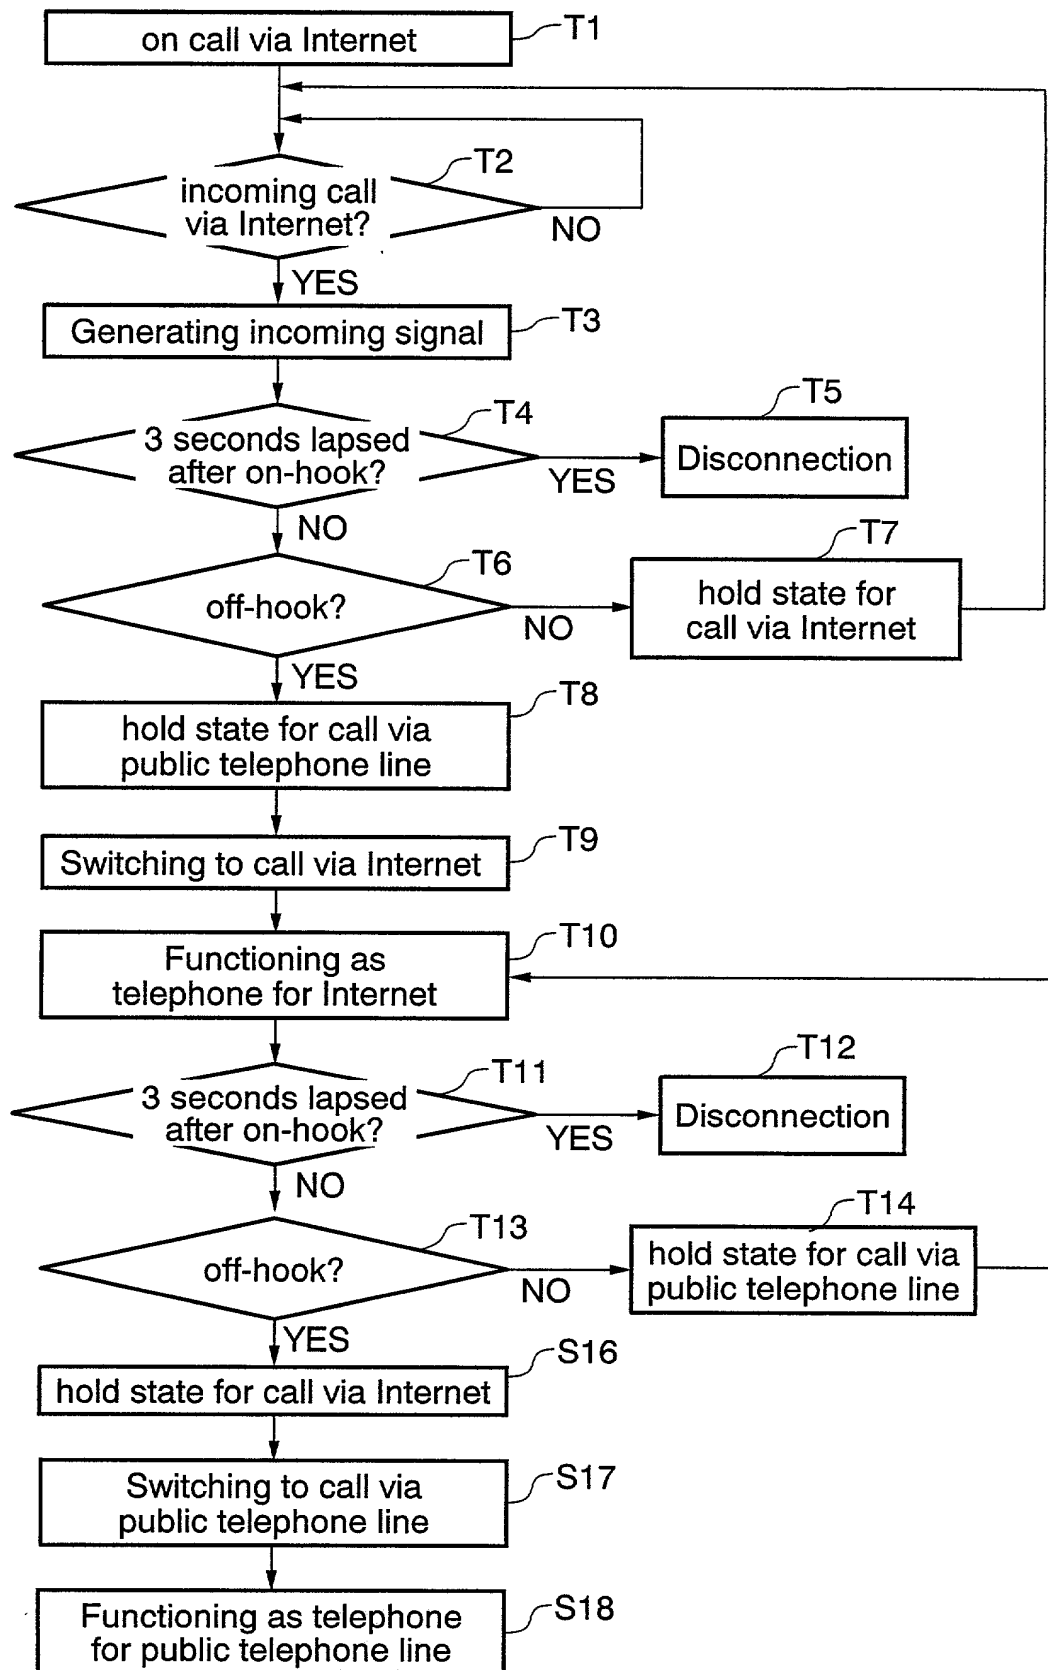 on call via Internet
T1
T2
incoming call
via Internet?
NO
YES
Generating incoming signal
T3
T4
3 seconds lapsed
after on-hook?
YES
T5
Disconnection
NO
T6
off-hook?
NO
T7
hold state for
call via Internet
YES
T8
hold state for call via
public telephone line
T9
Switching to call via Internet
T10
Functioning as
telephone for Internet
T11
3 seconds lapsed
after on-hook?
YES
T12
Disconnection
NO
T13
off-hook?
NO
T14
hold state for call via
public telephone line
YES
S16
hold state for call via Internet
S17
Switching to call via
public telephone line
S18
Functioning as telephone
for public telephone line